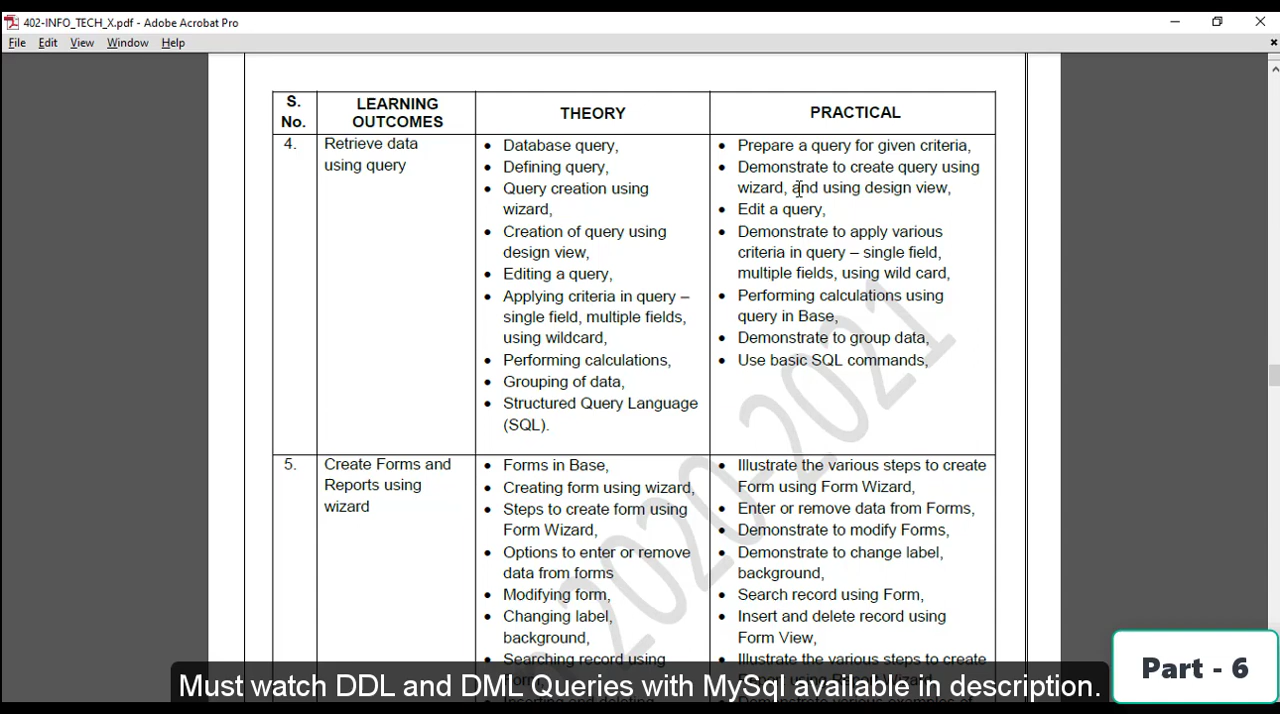 402-INFO_TECH_X.pdf - Adobe Acrobat Pro
File Edit View Window Help
S. No.
LEARNING OUTCOMES
THEORY
PRACTICAL
4.
Retrieve data
using query
• Database query,
• Defining query,
• Query creation using
wizard,
• Creation of query using
design view,
• Editing a query,
• Applying criteria in query –
single field, multiple fields,
using wildcard,
• Performing calculations,
• Grouping of data,
• Structured Query Language
(SQL).
• Prepare a query for given criteria,
• Demonstrate to create query using
wizard, and using design view,
• Edit a query,
• Demonstrate to apply various
criteria in query – single field,
multiple fields, using wild card,
• Performing calculations using
query in Base,
• Demonstrate to group data,
• Use basic SQL commands,
5.
Create Forms and
Reports using
wizard
• Forms in Base,
• Creating form using wizard,
• Steps to create form using
Form Wizard,
• Options to enter or remove
data from forms
• Modifying form,
• Changing label,
background,
• Searching record using
• Illustrate the various steps to create
Form using Form Wizard,
• Enter or remove data from Forms,
• Demonstrate to modify Forms,
• Demonstrate to change label,
background,
• Search record using Form,
• Insert and delete record using
Form View,
• Illustrate the various steps to create
2020-2021
Must watch DDL and DML Queries with MySql available in description.
Part - 6